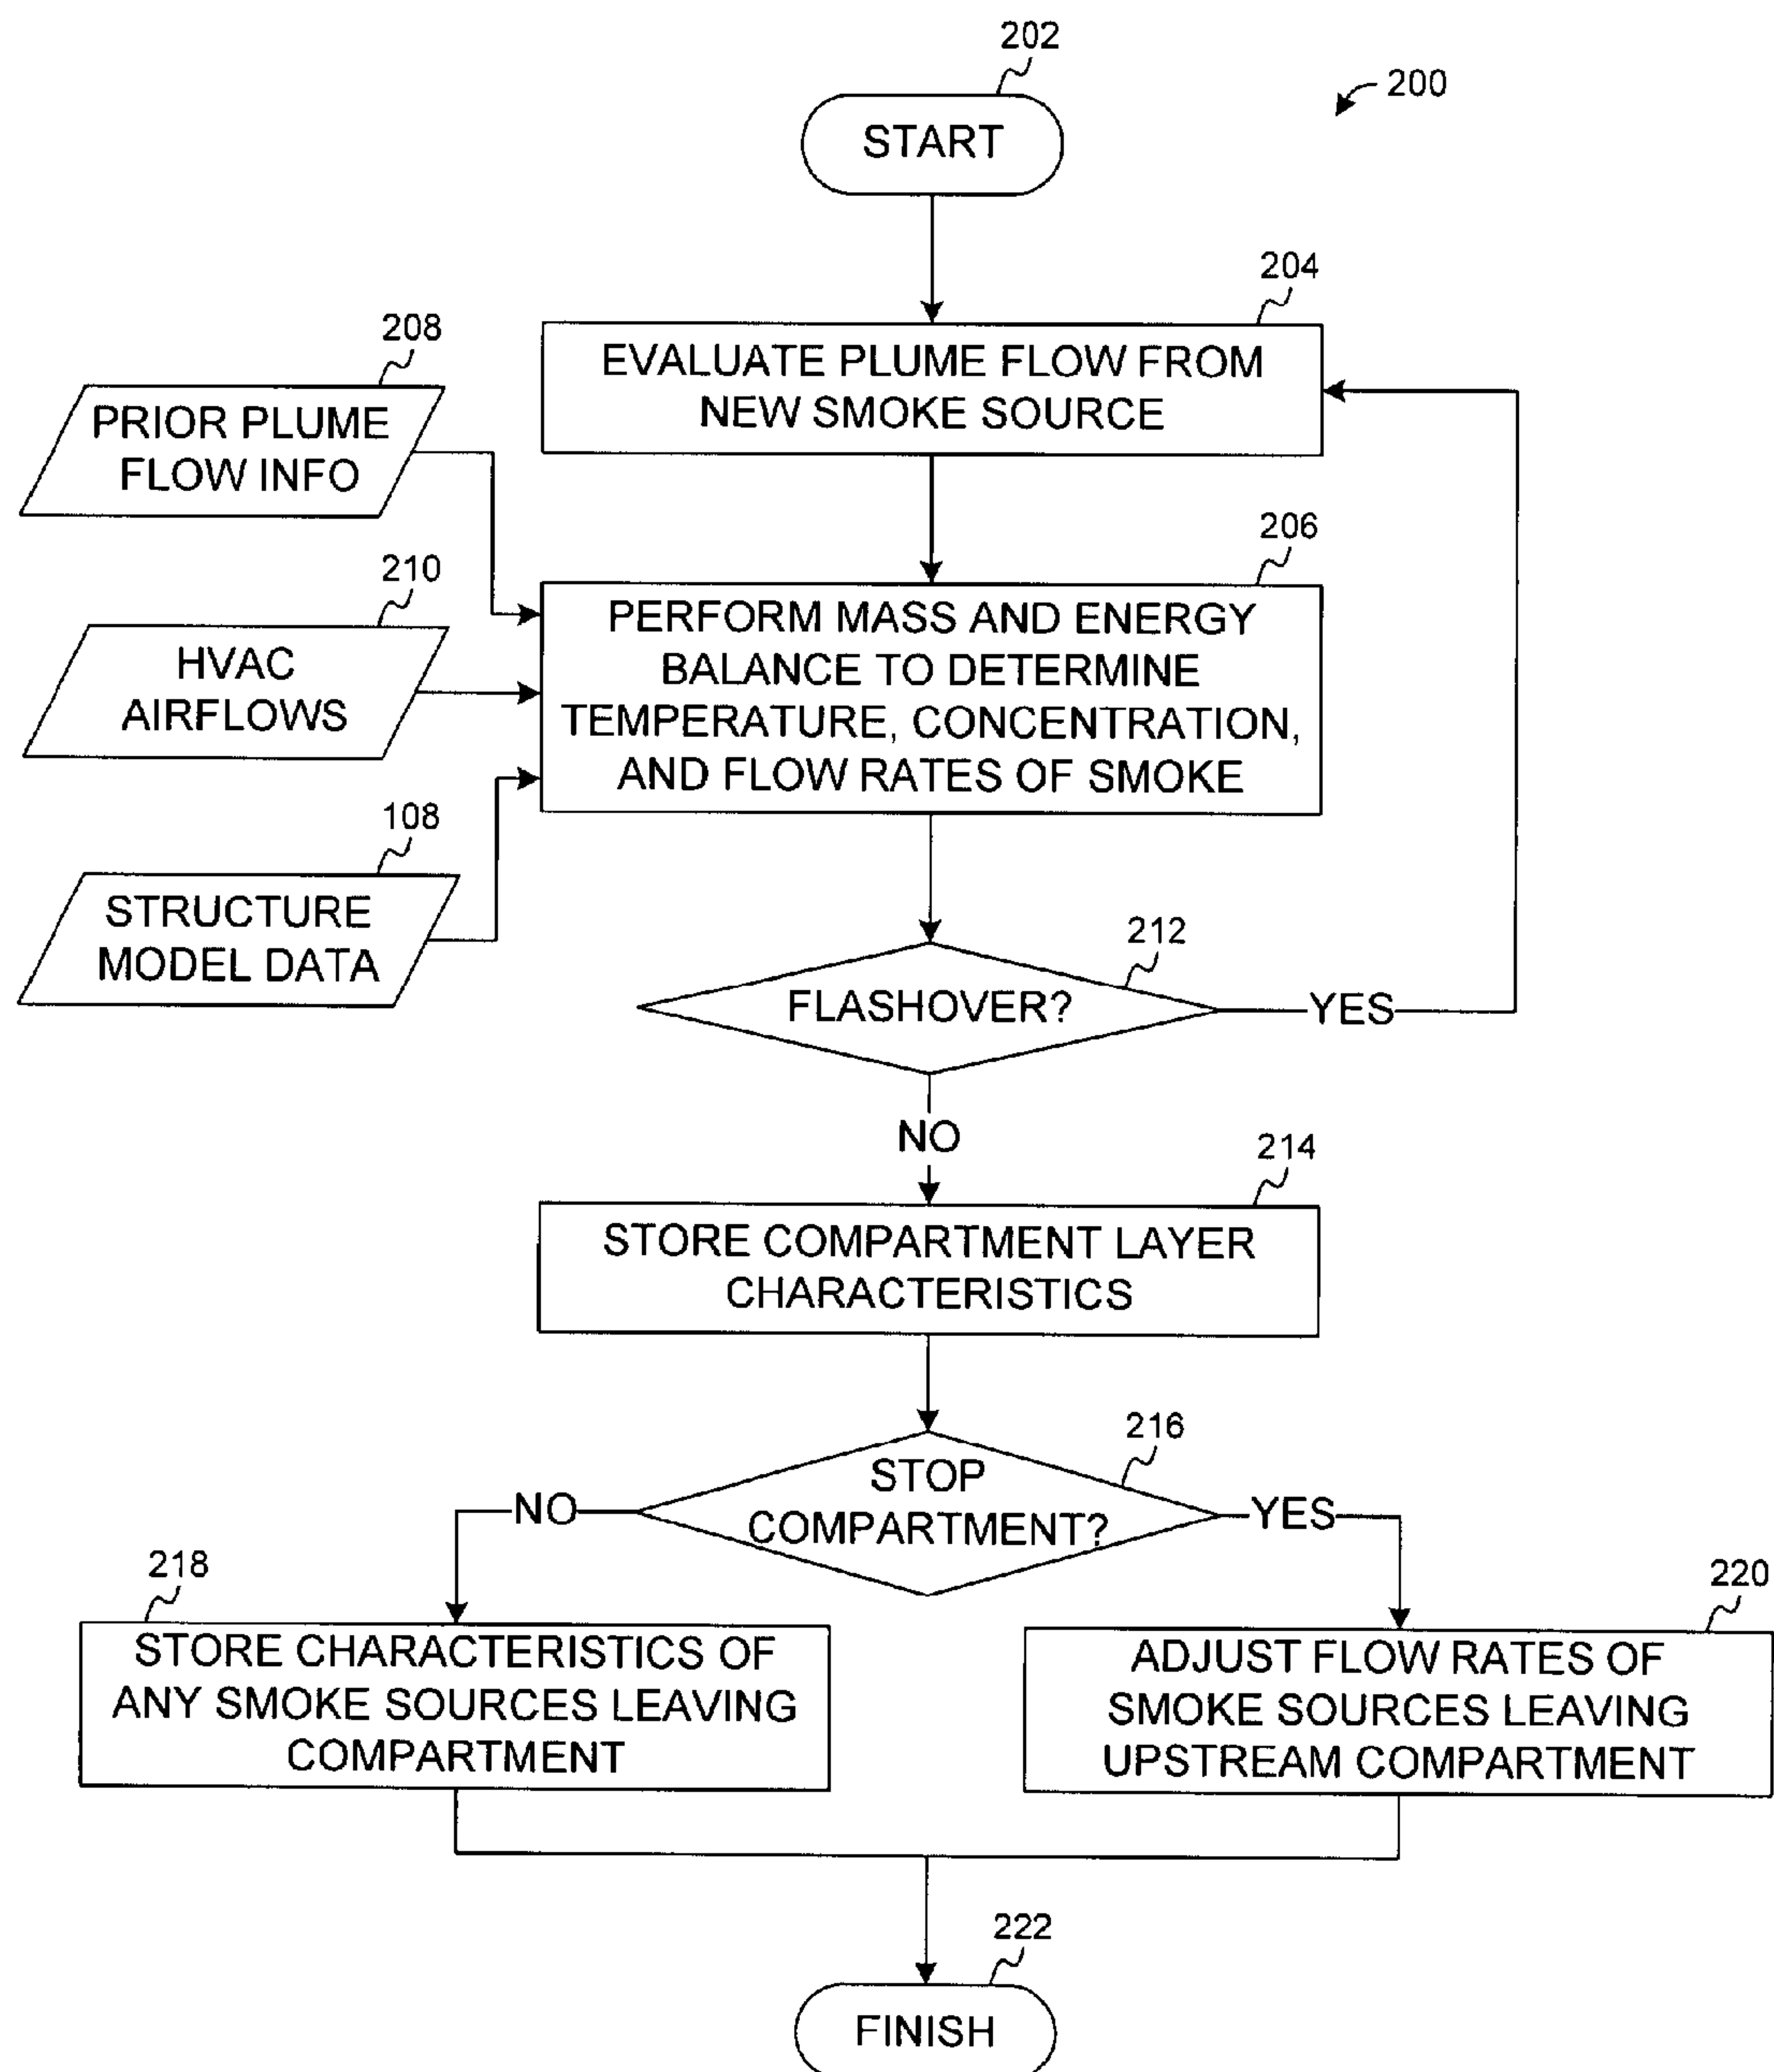 202
200
START
204
EVALUATE PLUME FLOW FROM
NEW SMOKE SOURCE
208
PRIOR PLUME
FLOW INFO
206
PERFORM MASS AND ENERGY
BALANCE TO DETERMINE
TEMPERATURE, CONCENTRATION,
AND FLOW RATES OF SMOKE
210
HVAC
AIRFLOWS
108
STRUCTURE
MODEL DATA
212
FLASHOVER?
YES
NO
214
STORE COMPARTMENT LAYER
CHARACTERISTICS
216
STOP
COMPARTMENT?
NO
YES
218
STORE CHARACTERISTICS OF
ANY SMOKE SOURCES LEAVING
COMPARTMENT
220
ADJUST FLOW RATES OF
SMOKE SOURCES LEAVING
UPSTREAM COMPARTMENT
222
FINISH